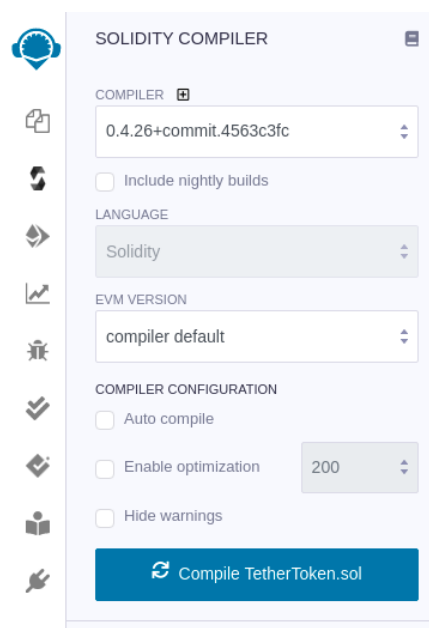 SOLIDITY COMPILER
COMPILER
0.4.26+commit.4563c3fc
Include nightly builds
LANGUAGE
Solidity
EVM VERSION
compiler default
COMPILER CONFIGURATION
Auto compile
Enable optimization 200
Hide warnings
Compile TetherToken.sol